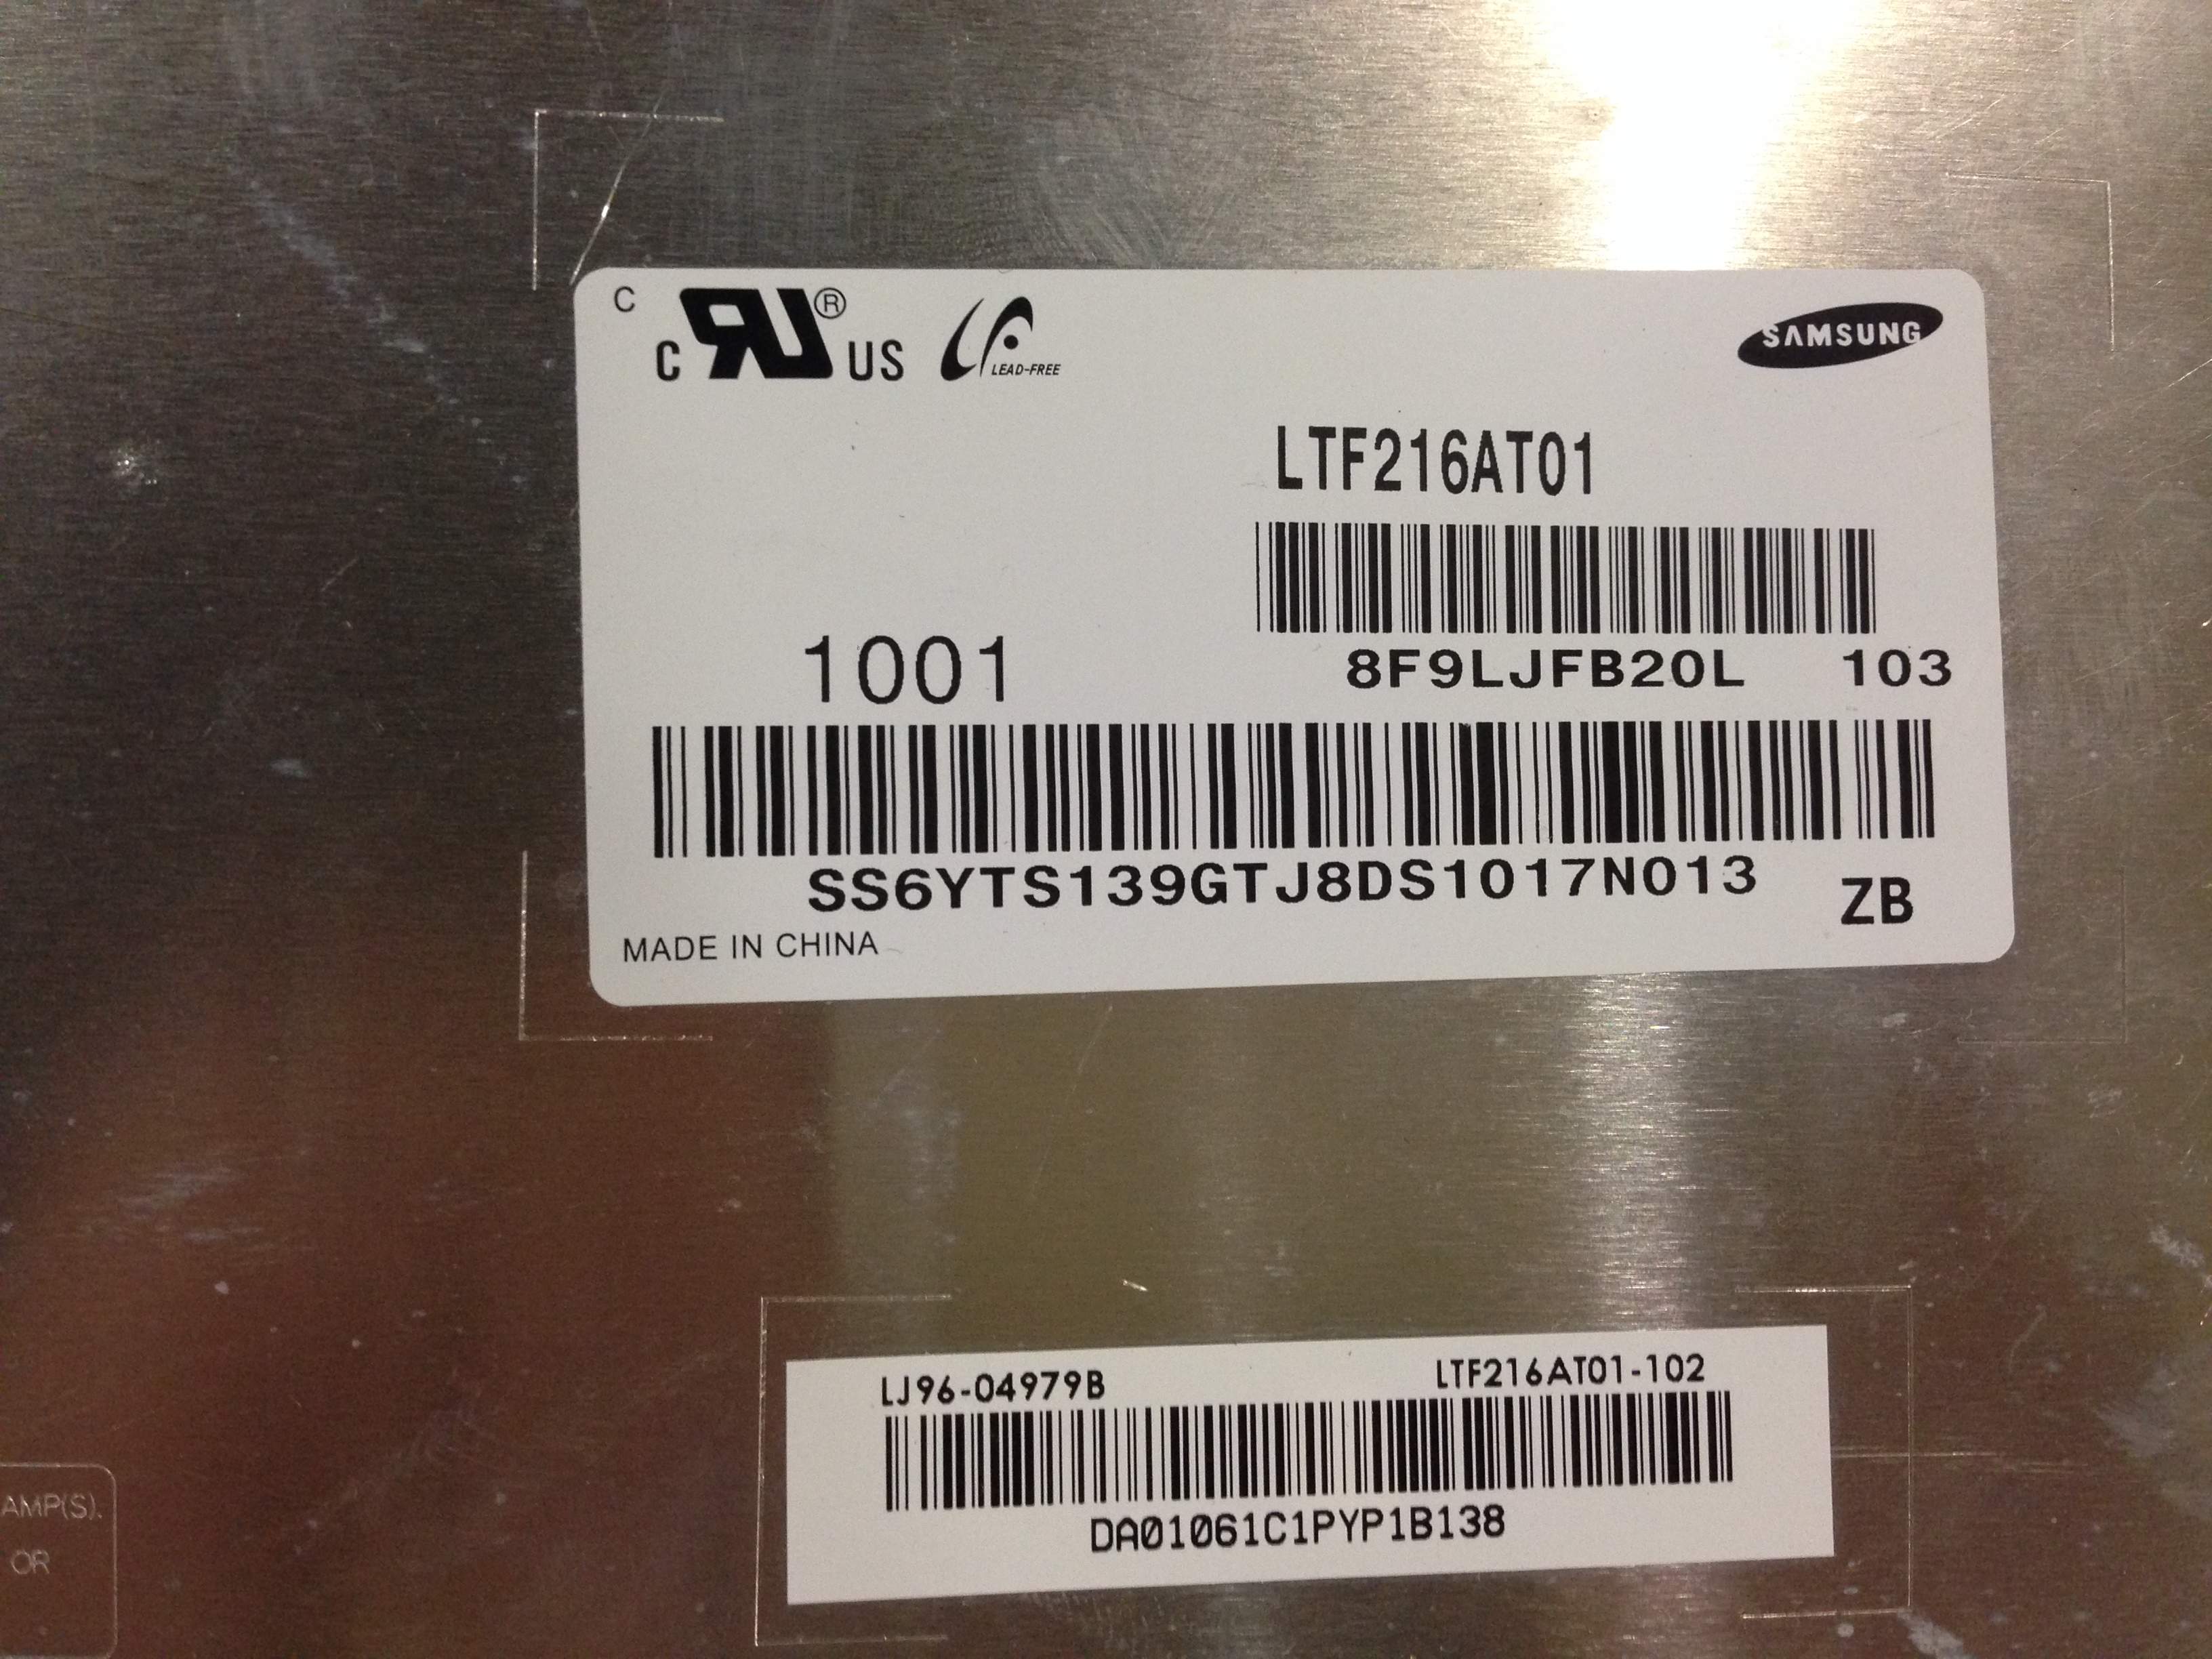 C
C RU® US LEAD-FREE
SAMSUNG
LTF216AT01
1001
8F9LJFB20L 103
SS6YTS139GTJ8DS1017N013
ZB
MADE IN CHINA
LJ96-04979B LTF216AT01-102
DA01061C1PYP1B138
AMP(S).
OR